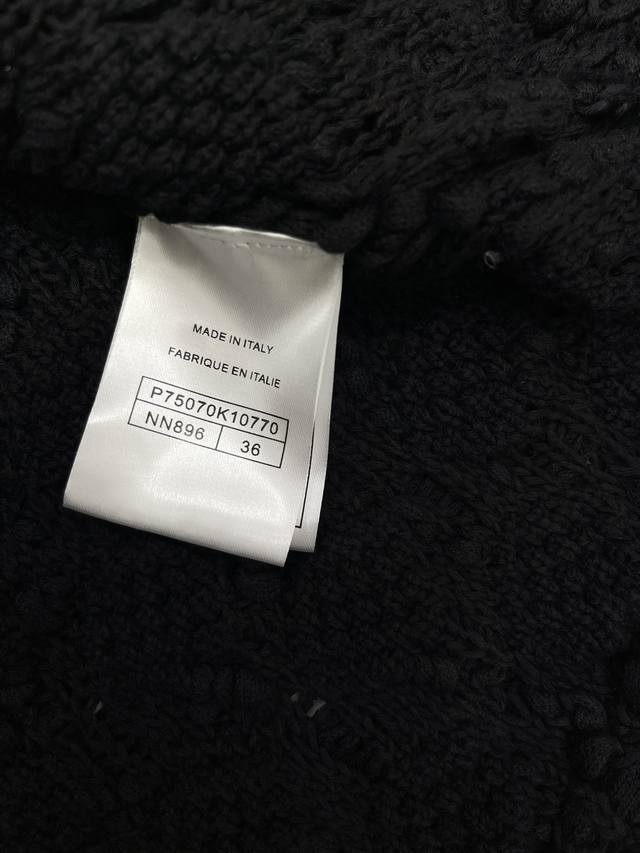 MADE IN ITALY
FABRIQUE EN ITALIE
P75070K10770
NN896 36